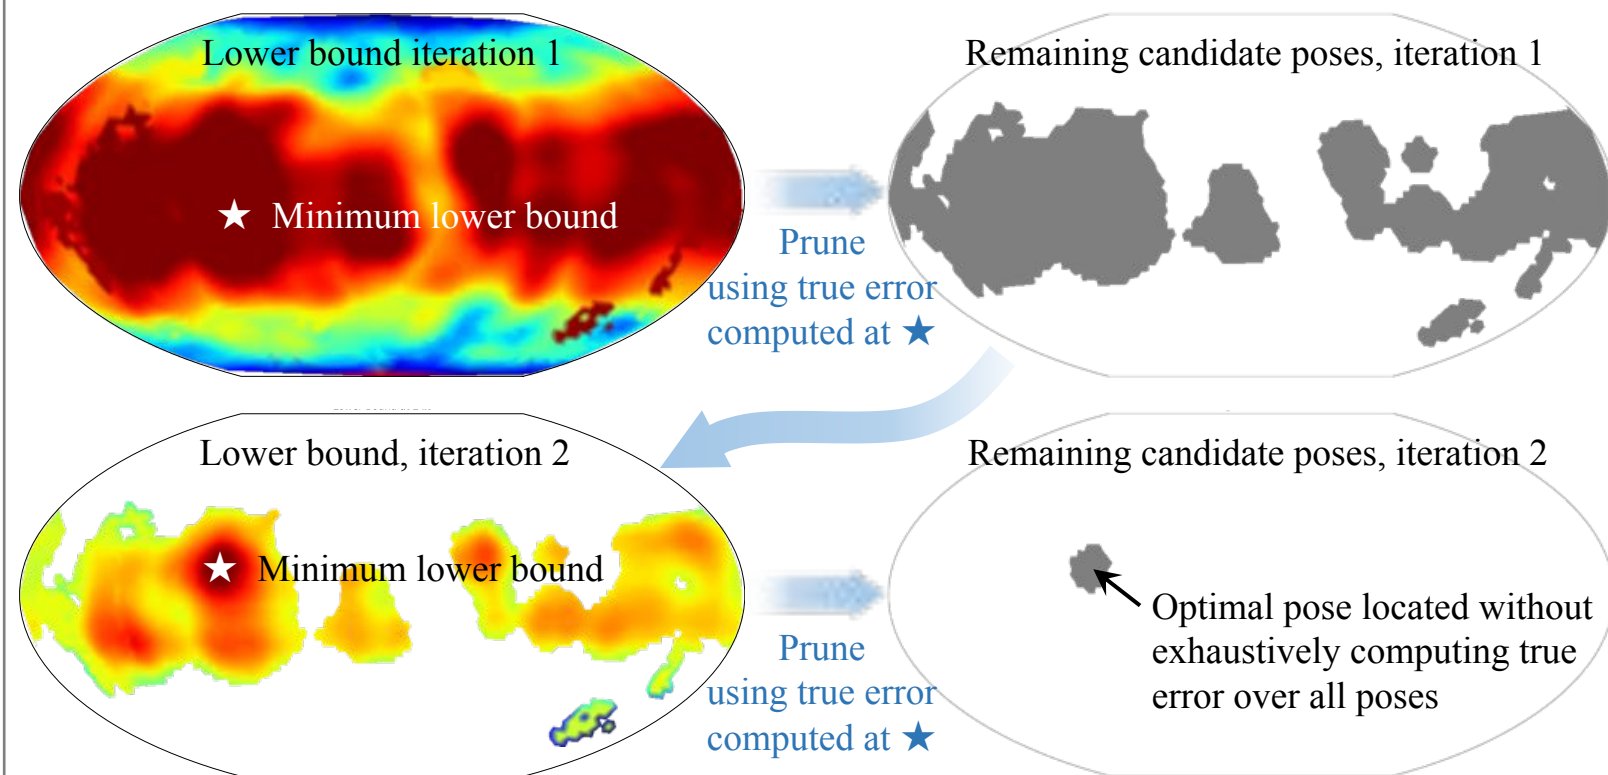 Lower bound iteration 1
Remaining candidate poses, iteration 1
★ Minimum lower bound
Prune
using true error
computed at ★
Lower bound, iteration 2
Remaining candidate poses, iteration 2
★ Minimum lower bound
Prune
using true error
computed at ★
Optimal pose located without
exhaustively computing true
error over all poses